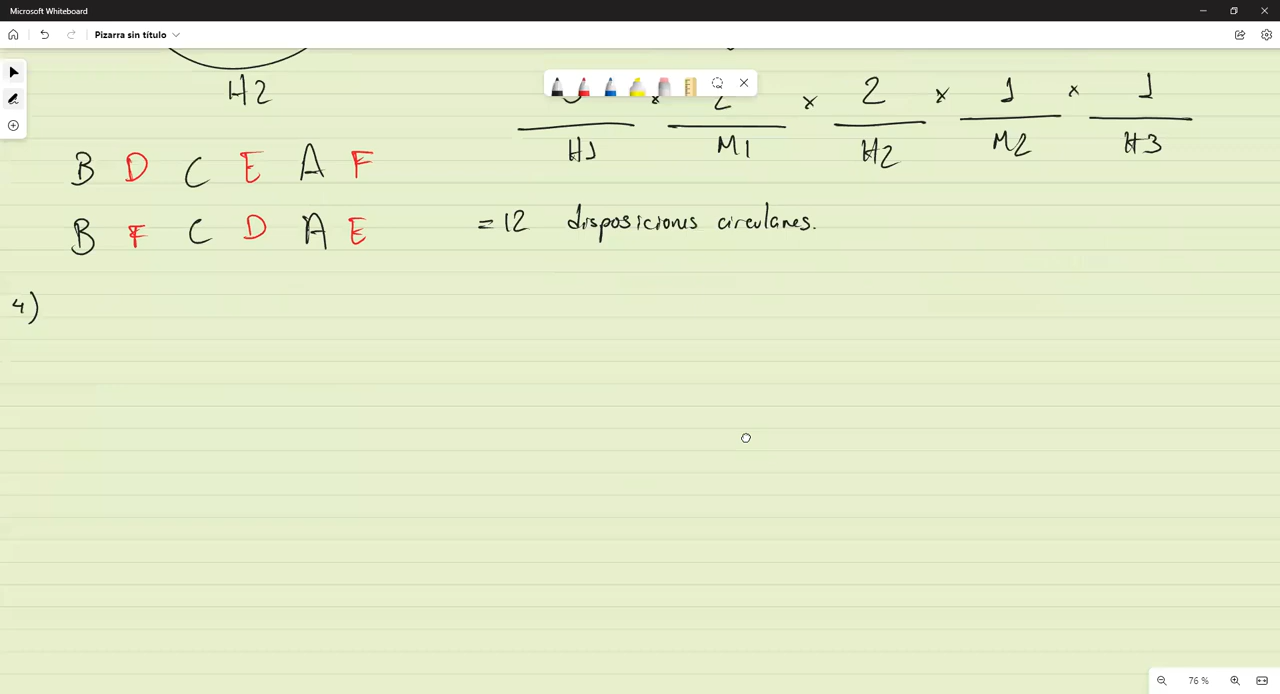 Microsoft Whiteboard
Pizarra sin título
H2
× 2 × 2 × 1 × 1
H1 M1 H2 M2 H3
B D C E A F
B F C D A E
= 12 disposiciones circulares.
4)
76 %